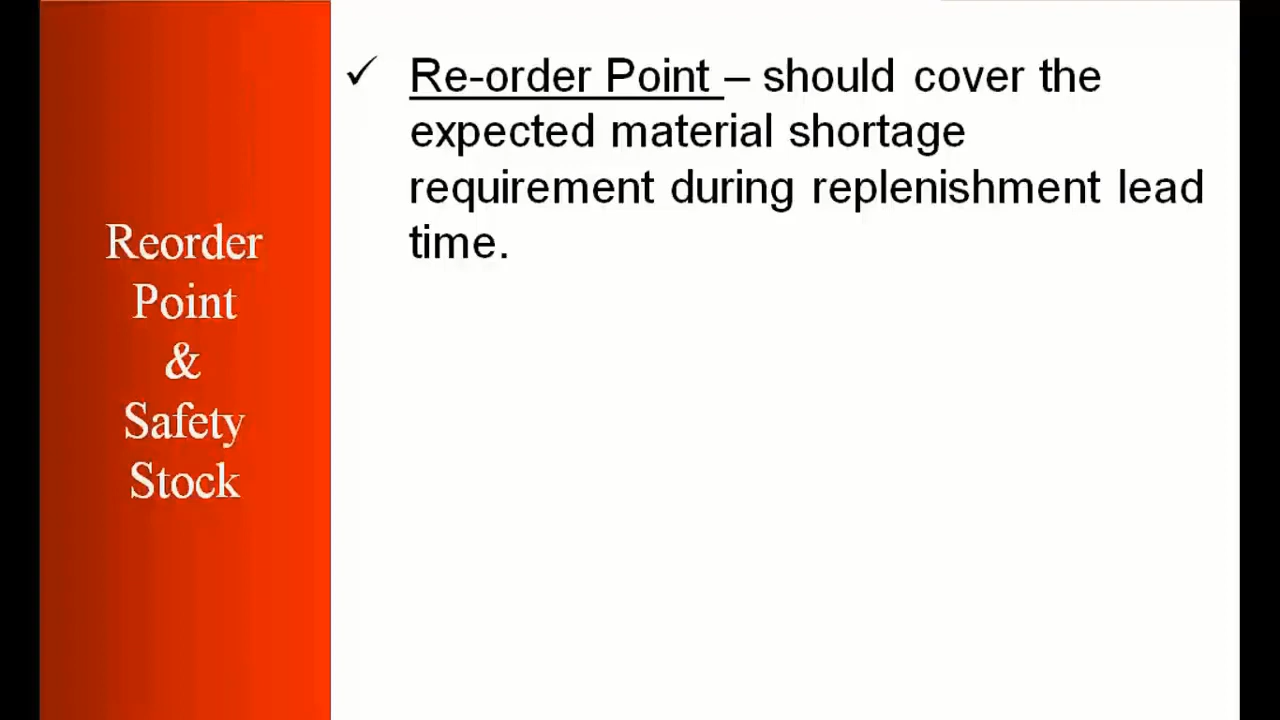 Reorder
Point
&
Safety
Stock
✓ Re-order Point – should cover the
expected material shortage
requirement during replenishment lead
time.